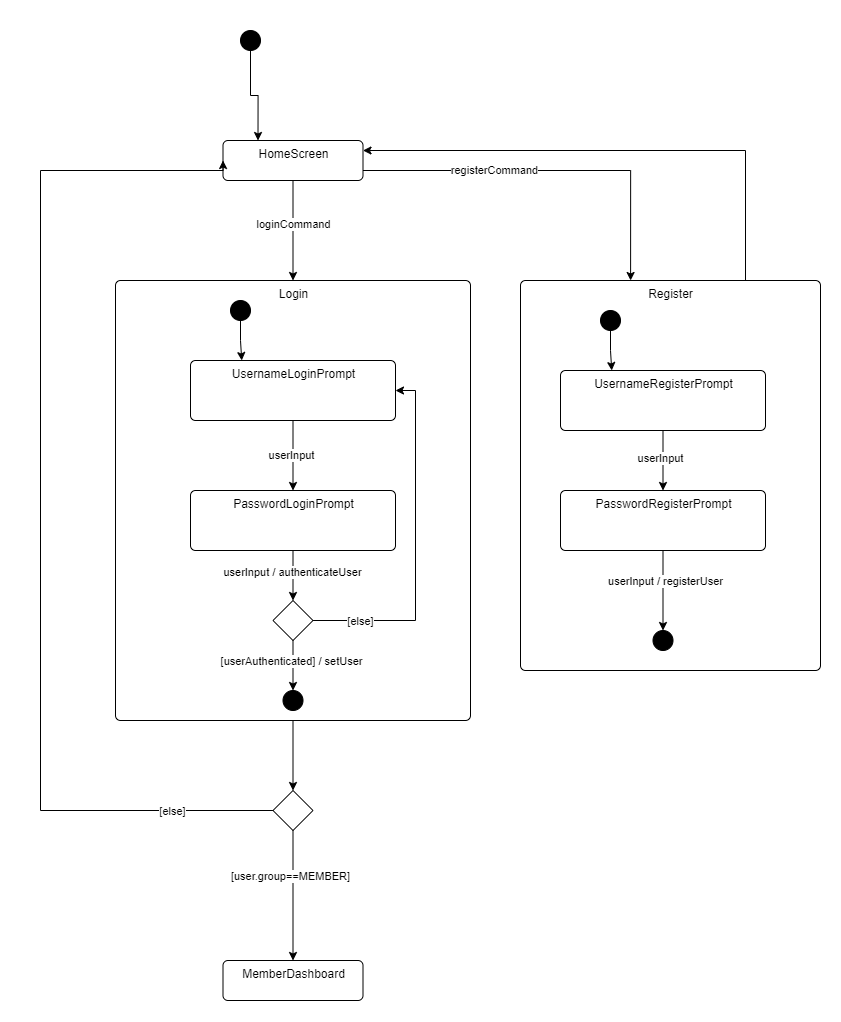 HomeScreen
registerCommand
loginCommand
Login
Register
UsernameLoginPrompt
UsernameRegisterPrompt
userInput
userInput
PasswordLoginPrompt
PasswordRegisterPrompt
userInput / authenticateUser
userInput / registerUser
[else]
[userAuthenticated] / setUser
[else]
[user.group==MEMBER]
MemberDashboard